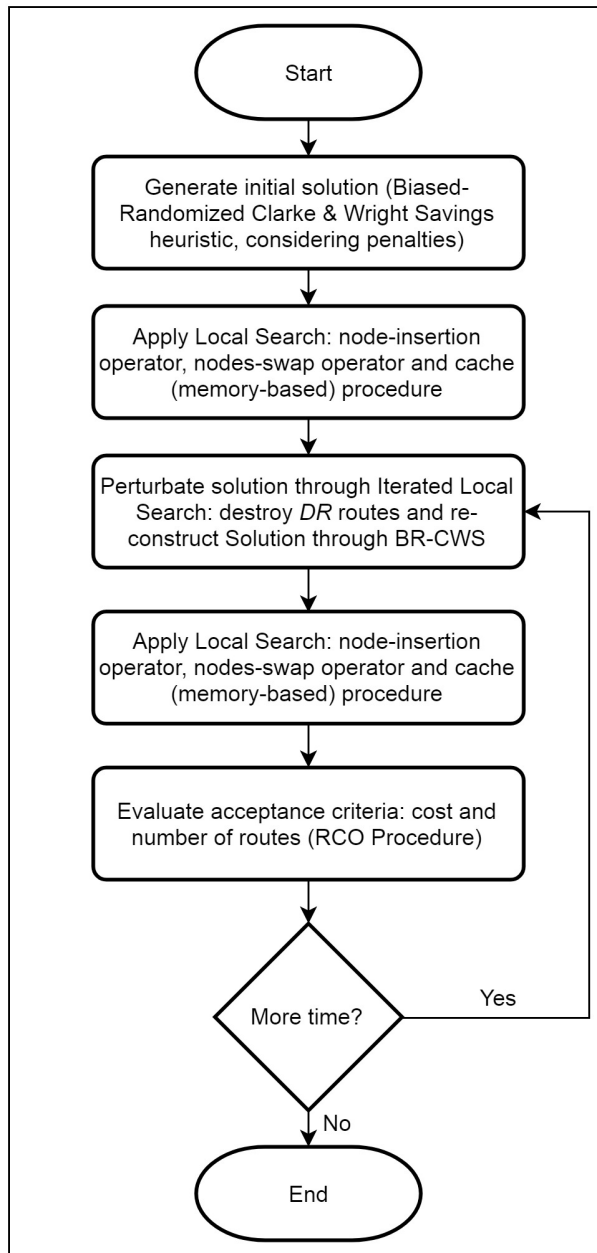 Start
Generate initial solution (Biased-
Randomized Clarke & Wright Savings
heuristic, considering penalties)
Apply Local Search: node-insertion
operator, nodes-swap operator and cache
(memory-based) procedure
Perturbate solution through Iterated Local
Search: destroy DR routes and re-
construct Solution through BR-CWS
Apply Local Search: node-insertion
operator, nodes-swap operator and cache
(memory-based) procedure
Evaluate acceptance criteria: cost and
number of routes (RCO Procedure)
More time?
Yes
No
End